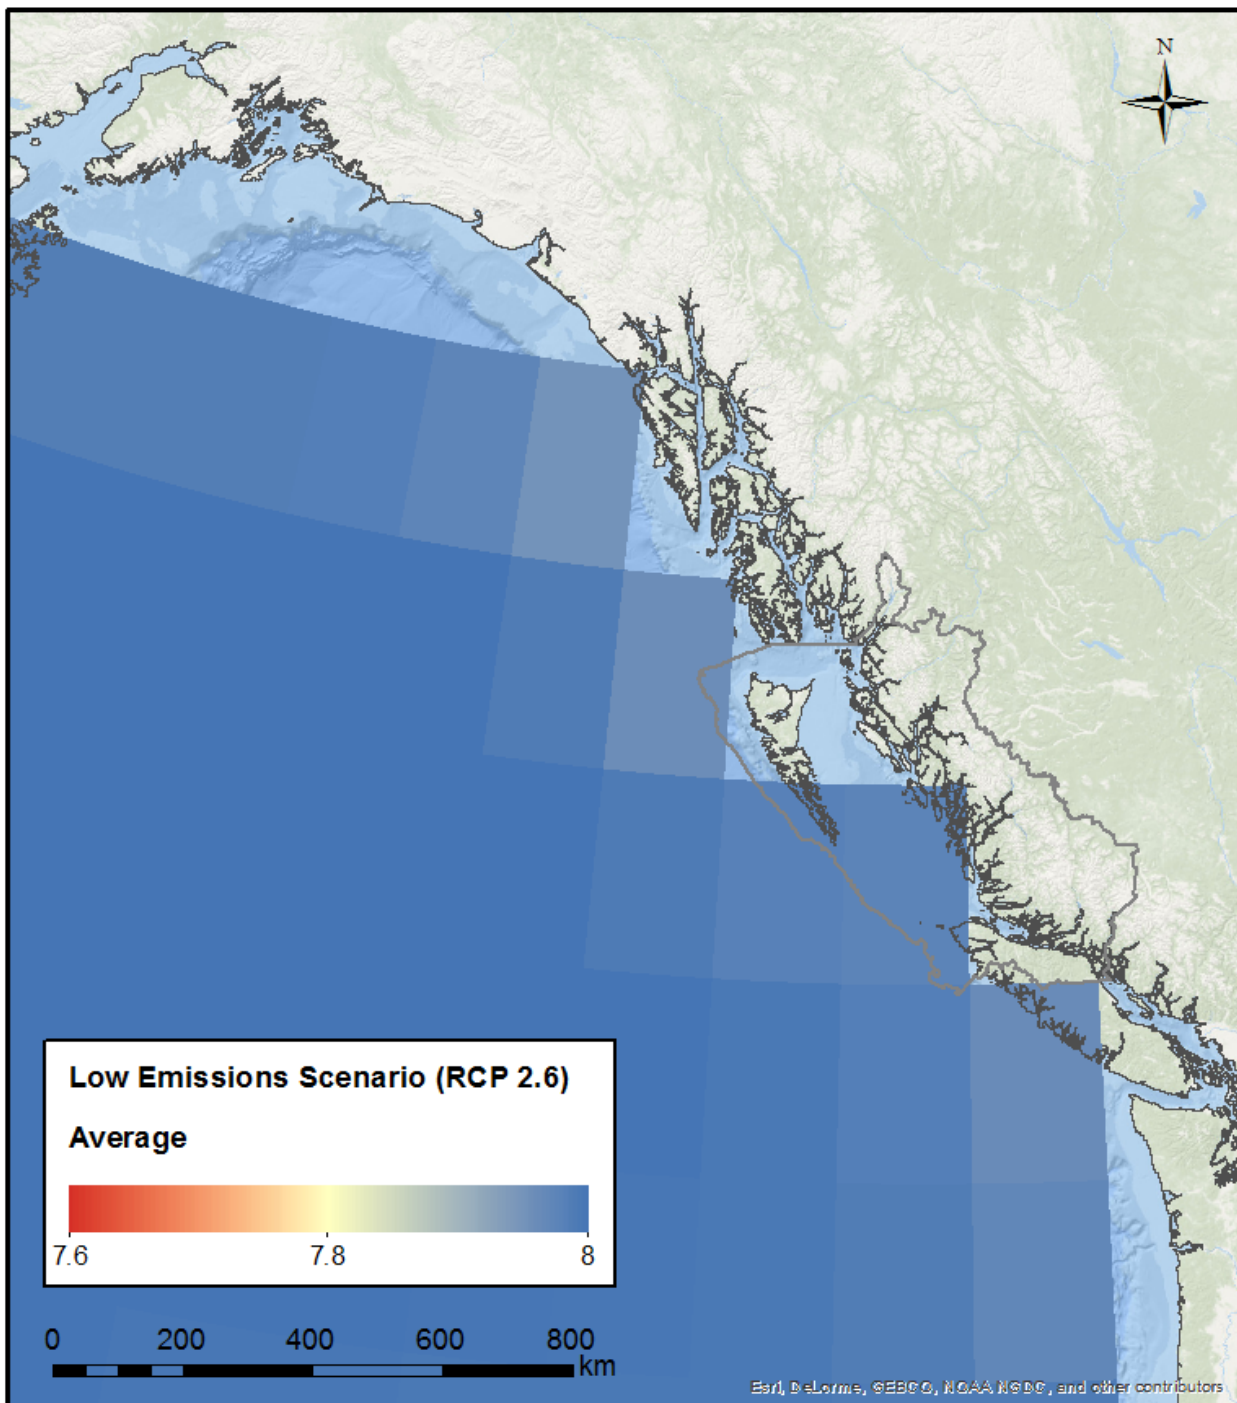 N
Low Emissions Scenario (RCP 2.6)
Average
7.6 7.8 8
0 200 400 600 800
km
Esri, DeLorme, GEBCO, NOAA NGDC, and other contributors